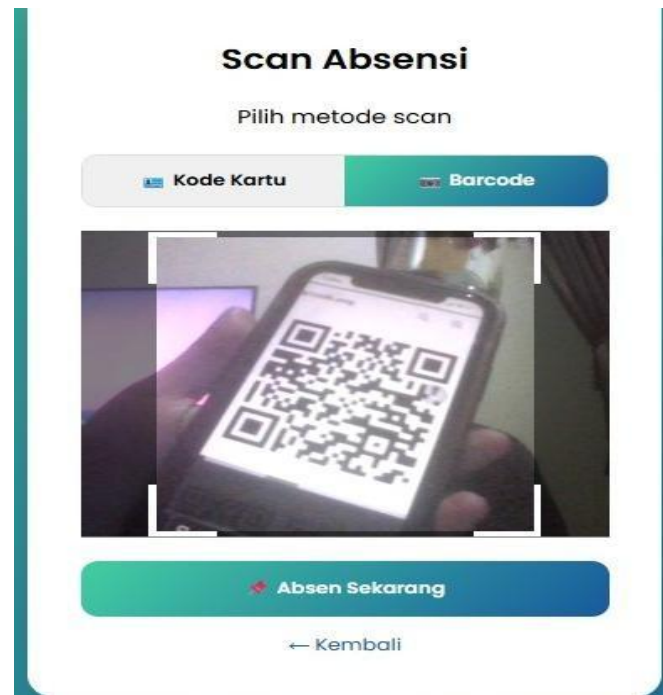 Scan Absensi
Pilih metode scan
🪪 Kode Kartu
📷 Barcode
📌 Absen Sekarang
← Kembali